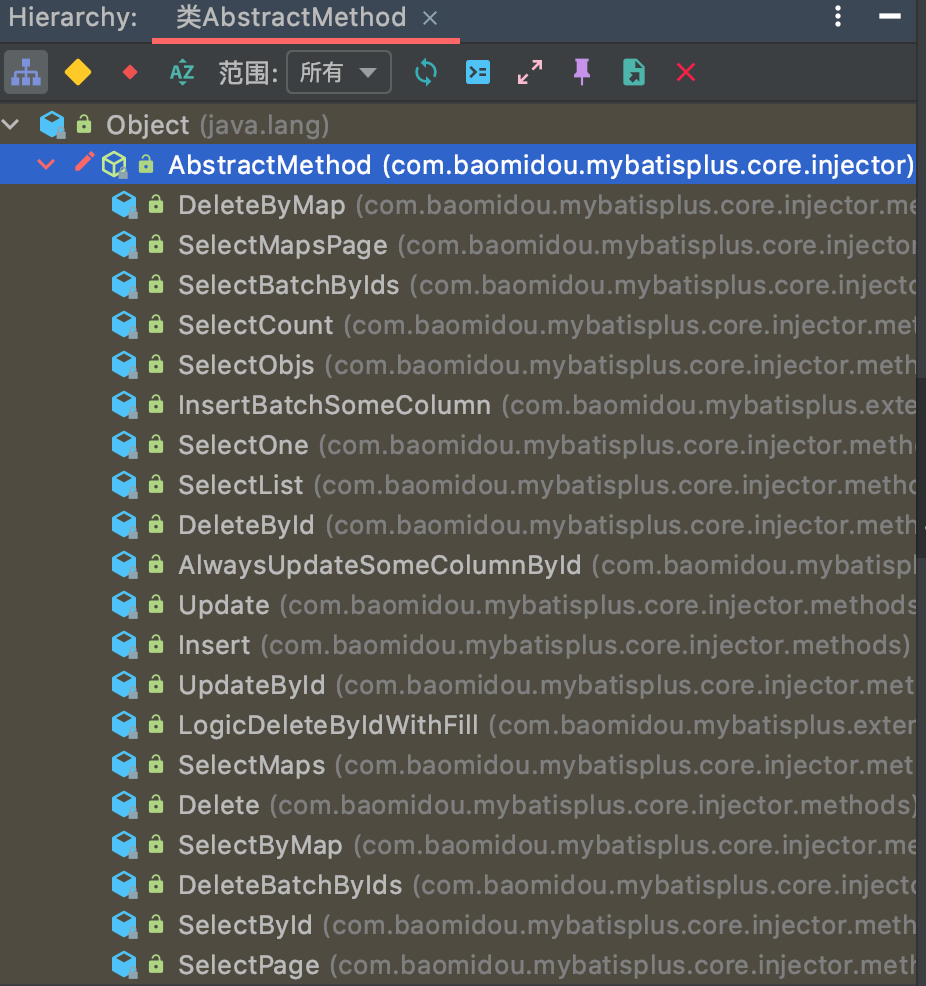 Hierarchy: 类AbstractMethod
范围: 所有
Object (java.lang)
AbstractMethod (com.baomidou.mybatisplus.core.injector)
DeleteByMap (com.baomidou.mybatisplus.core.injector.me
SelectMapsPage (com.baomidou.mybatisplus.core.injector
SelectBatchByIds (com.baomidou.mybatisplus.core.injecto
SelectCount (com.baomidou.mybatisplus.core.injector.met
SelectObjs (com.baomidou.mybatisplus.core.injector.meth
InsertBatchSomeColumn (com.baomidou.mybatisplus.exte
SelectOne (com.baomidou.mybatisplus.core.injector.meth
SelectList (com.baomidou.mybatisplus.core.injector.metho
DeleteById (com.baomidou.mybatisplus.core.injector.meth
AlwaysUpdateSomeColumnById (com.baomidou.mybatispl
Update (com.baomidou.mybatisplus.core.injector.methods
Insert (com.baomidou.mybatisplus.core.injector.methods)
UpdateById (com.baomidou.mybatisplus.core.injector.met
LogicDeleteByIdWithFill (com.baomidou.mybatisplus.exten
SelectMaps (com.baomidou.mybatisplus.core.injector.met
Delete (com.baomidou.mybatisplus.core.injector.methods)
SelectByMap (com.baomidou.mybatisplus.core.injector.me
DeleteBatchByIds (com.baomidou.mybatisplus.core.injecto
SelectById (com.baomidou.mybatisplus.core.injector.meth
SelectPage (com.baomidou.mybatisplus.core.injector.meth